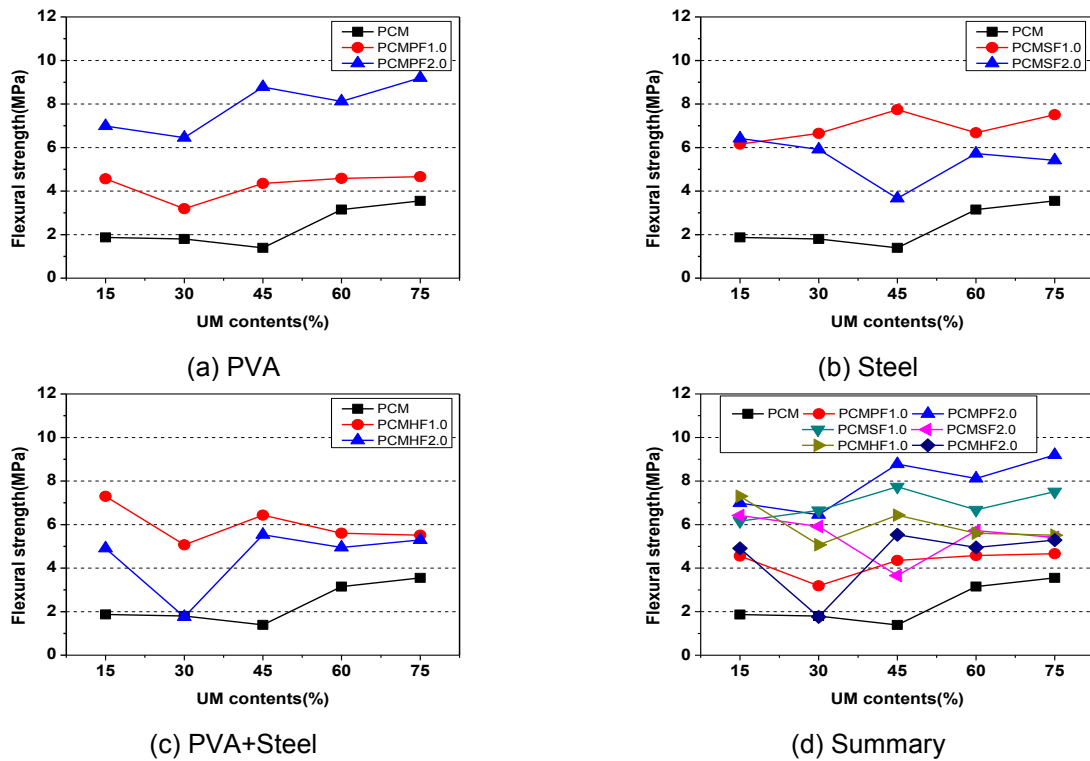 PCM
PCMPF1.0
PCMPF2.0
Flexural strength(MPa)
12
10
8
6
4
2
0
15 30 45 60 75
UM contents(%)
(a) PVA
PCM
PCMSF1.0
PCMSF2.0
Flexural strength(MPa)
12
10
8
6
4
2
0
15 30 45 60 75
UM contents(%)
(b) Steel
PCM
PCMHF1.0
PCMHF2.0
Flexural strength(MPa)
12
10
8
6
4
2
0
15 30 45 60 75
UM contents(%)
(c) PVA+Steel
PCM PCMPF1.0 PCMPF2.0
PCMSF1.0 PCMSF2.0
PCMHF1.0 PCMHF2.0
Flexural strength(MPa)
12
10
8
6
4
2
0
15 30 45 60 75
UM contents(%)
(d) Summary